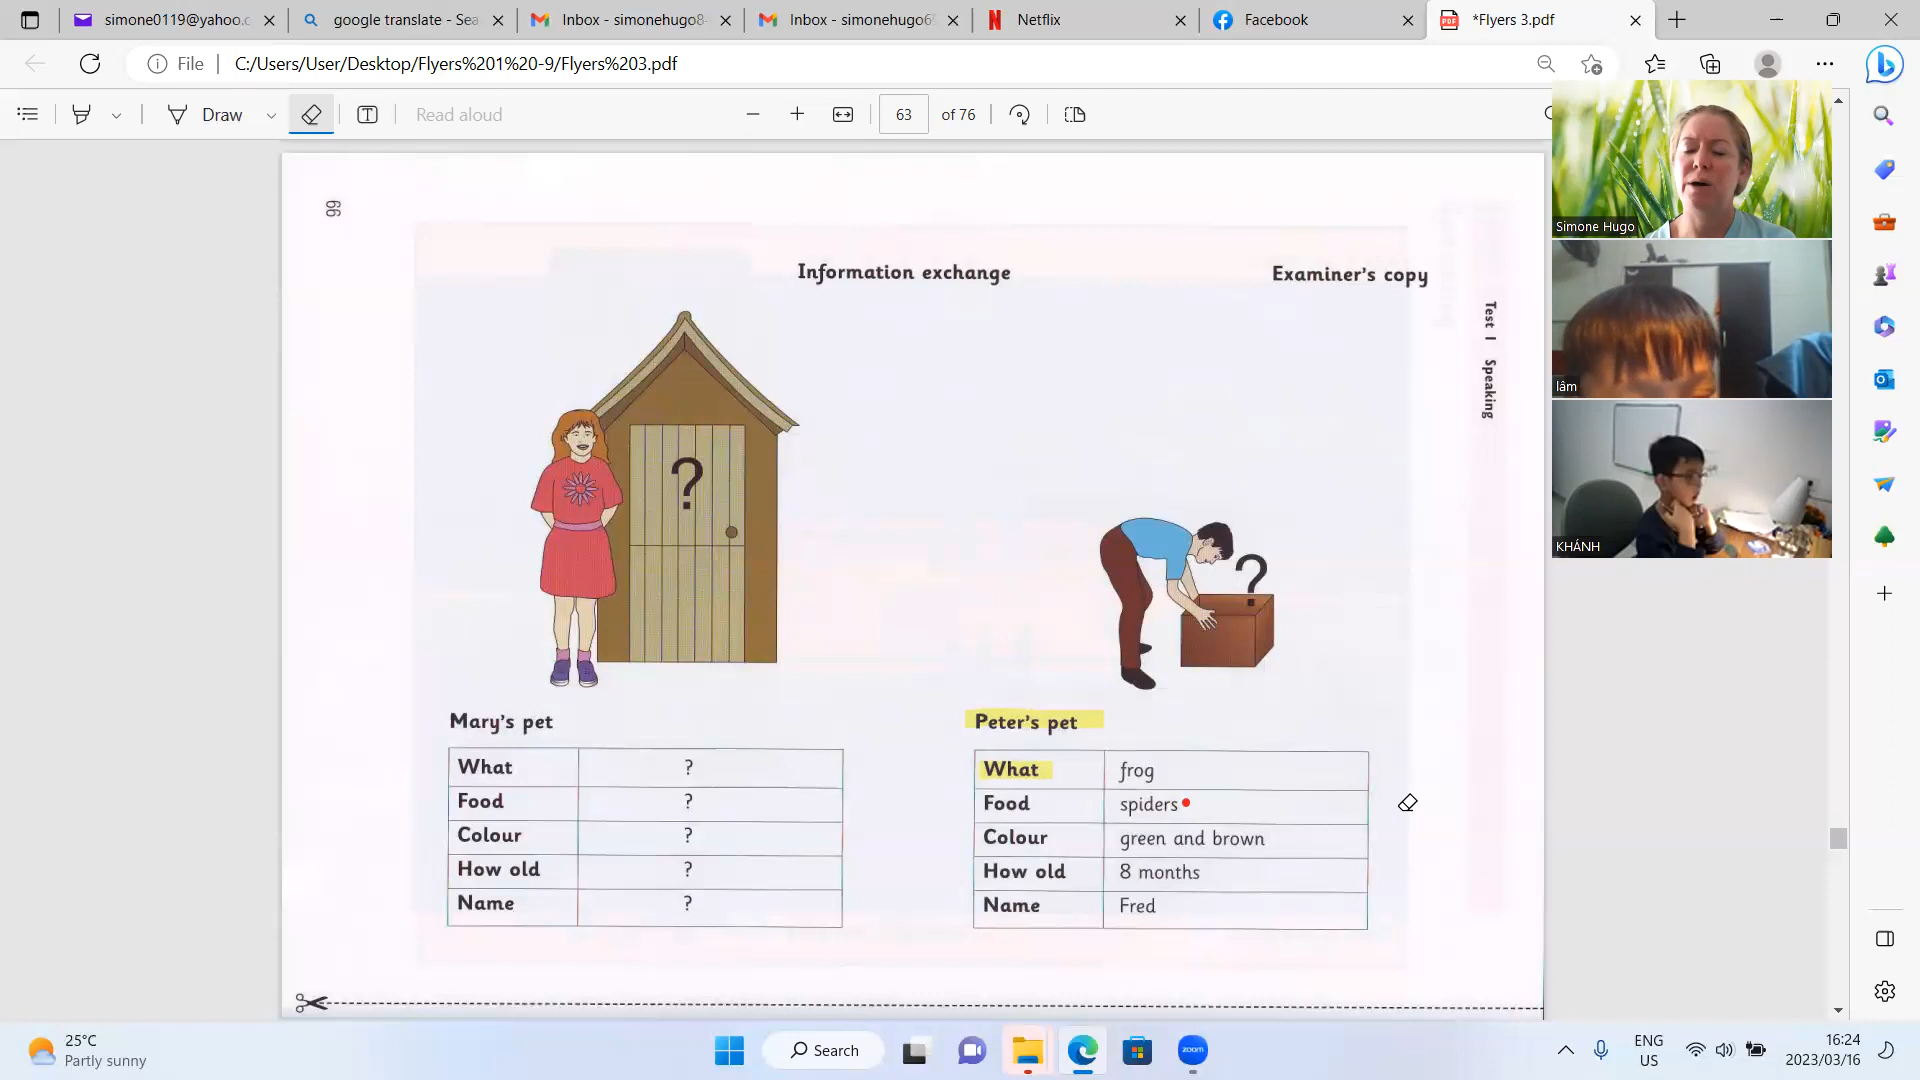 simone0119@yahoo.c
google translate - Sea
Inbox - simonehugo8
Inbox - simonehugo6
Netflix
Facebook
*Flyers 3.pdf
File
C:/Users/User/Desktop/Flyers%201%20-9/Flyers%203.pdf
Draw
Read aloud
63
of 76
66
Information exchange
Examiner's copy
Test 1 Speaking
?
?
Mary's pet
What ?
Food ?
Colour ?
How old ?
Name ?
Peter's pet
What frog
Food spiders
Colour green and brown
How old 8 months
Name Fred
Simone Hugo
lâm
KHÁNH
25°C
Partly sunny
Search
zoom
ENG
US
16:24
2023/03/16